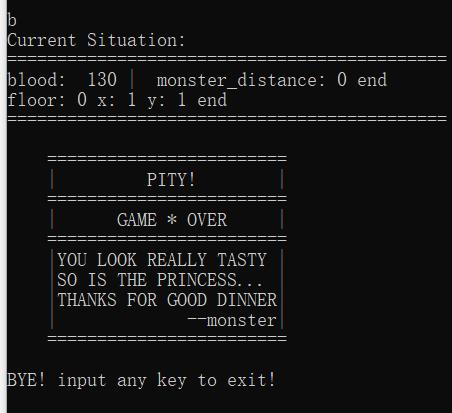 b
Current Situation:
============================================
blood:  130 |  monster_distance: 0 end
floor: 0 x: 1 y: 1 end
============================================
========================
|         PITY!        |
========================
|      GAME * OVER     |
========================
|YOU LOOK REALLY TASTY |
|SO IS THE PRINCESS... |
|THANKS FOR GOOD DINNER|
|             --monster|
========================
BYE! input any key to exit!